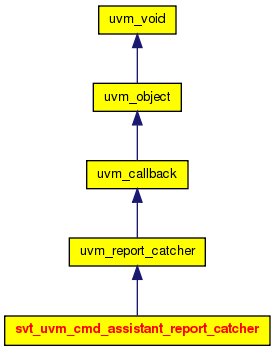 uvm_void
uvm_object
uvm_callback
uvm_report_catcher
svt_uvm_cmd_assistant_report_catcher